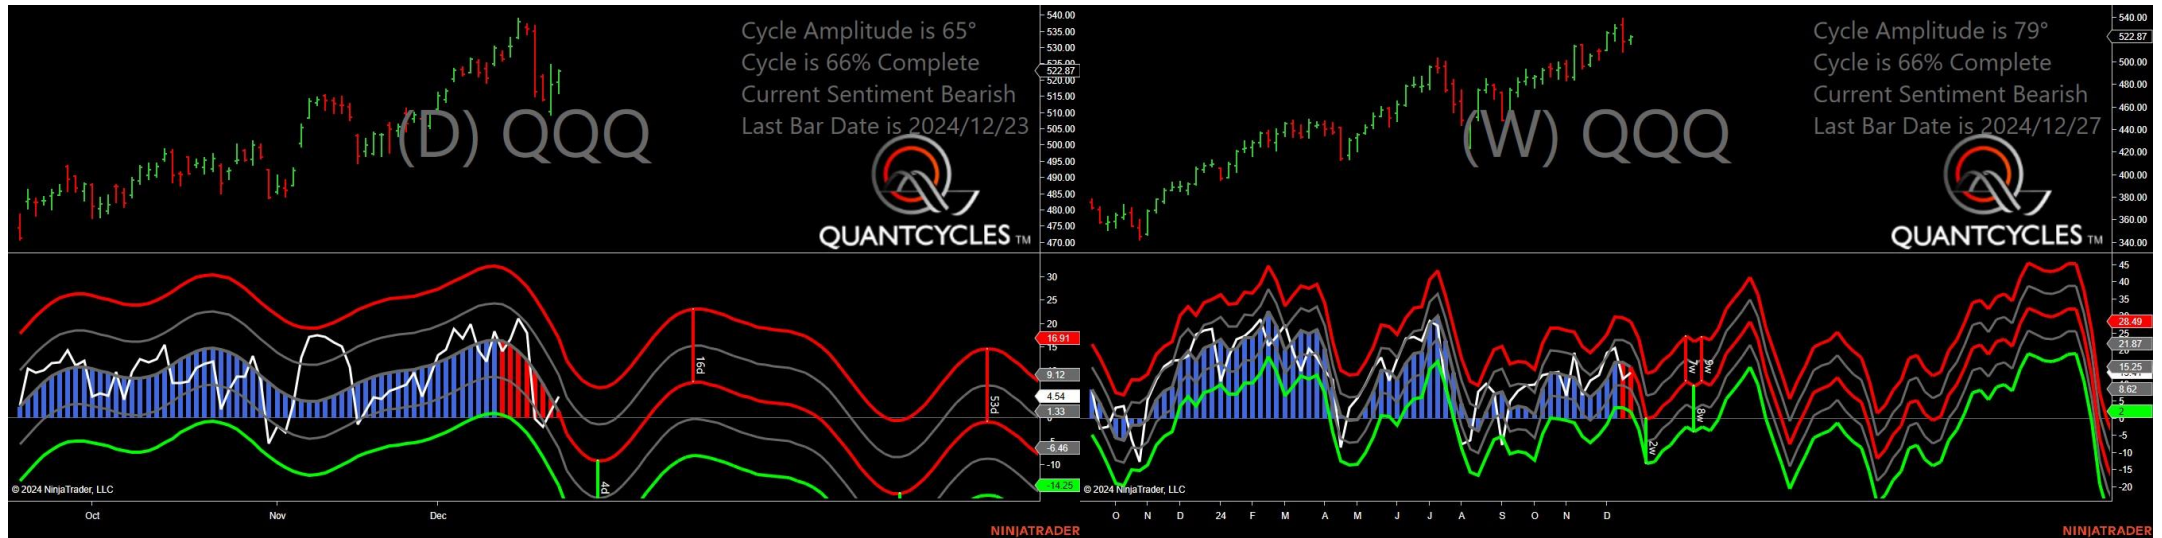 Cycle Amplitude is 65°
Cycle is 66% Complete
Current Sentiment Bearish
Last Bar Date is 2024/12/23
(D) QQQ
QUANTCYCLES TM
540.00
535.00
530.00
525.00
522.87
520.00
515.00
510.00
505.00
500.00
495.00
490.00
485.00
480.00
475.00
470.00
30
25
20
16.91
15
9.12
4.54
1.33
0
-5
-6.46
-10
-14.25
16d
53d
4d
© 2024 NinjaTrader, LLC
Oct Nov Dec
NINJATRADER
Cycle Amplitude is 79°
Cycle is 66% Complete
Current Sentiment Bearish
Last Bar Date is 2024/12/27
(W) QQQ
QUANTCYCLES TM
540.00
522.87
500.00
480.00
460.00
440.00
420.00
400.00
380.00
360.00
340.00
45
40
35
28.49
21.87
20
15.25
8.62
5
2
-5
-10
-15
-20
7w
9w
8w
2w
© 2024 NinjaTrader, LLC
O N D 24 F M A M J J A S O N D
NINJATRADER